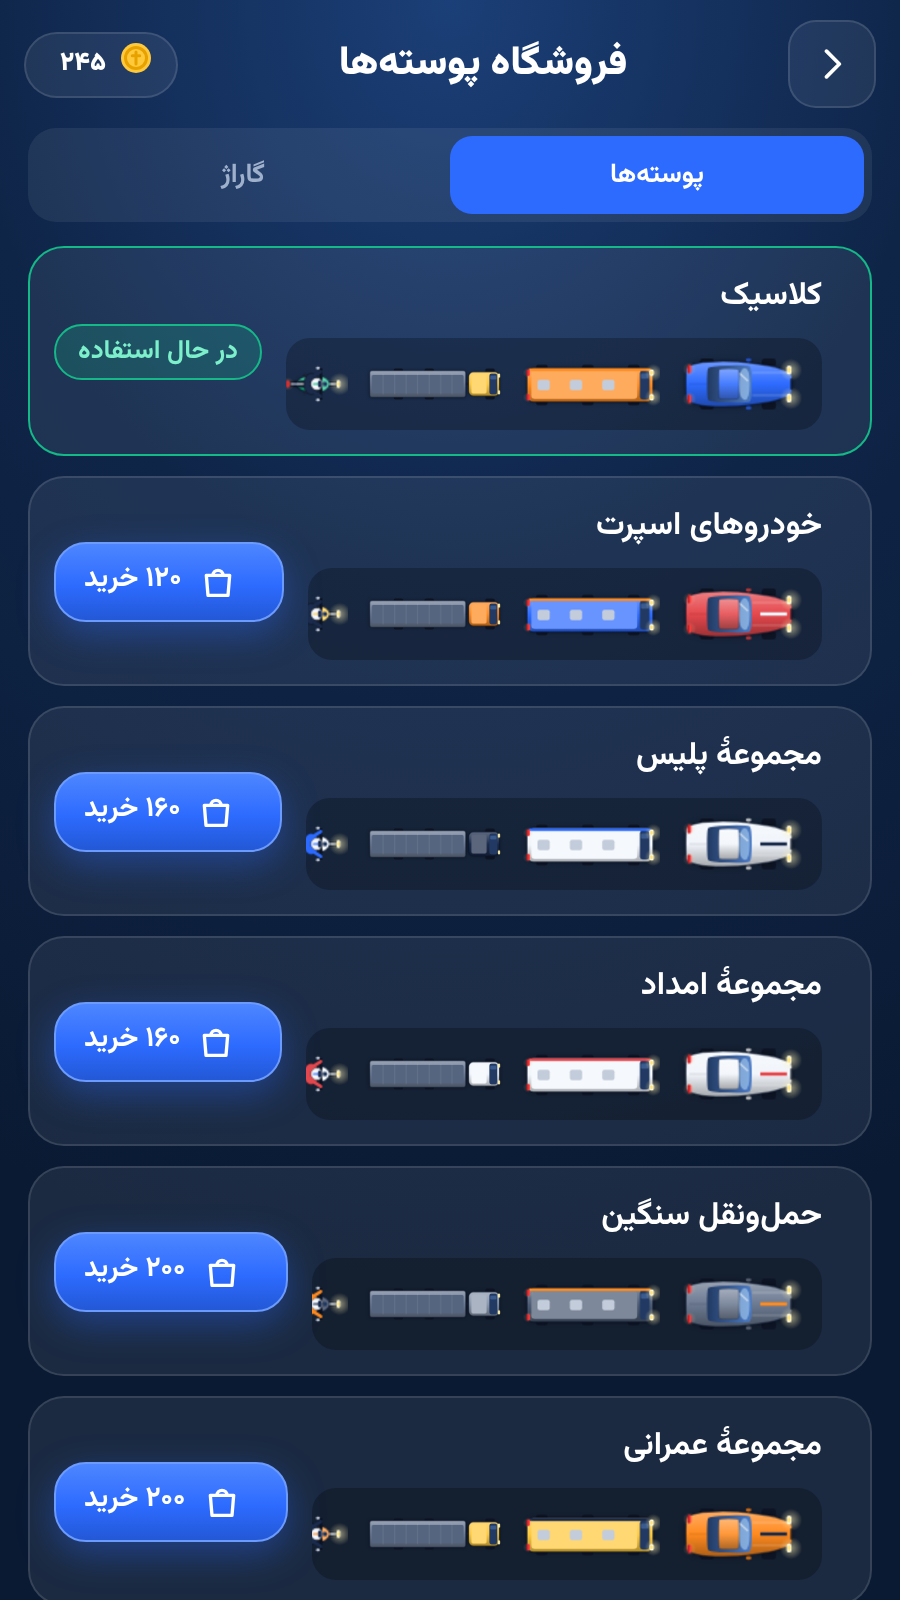 فروشگاه پوسته‌ها
۲۴۵
پوسته‌ها
گاراژ
کلاسیک
در حال استفاده
خودروهای اسپرت
۱۲۰ خرید
مجموعهٔ پلیس
۱۶۰ خرید
مجموعهٔ امداد
۱۶۰ خرید
حمل‌ونقل سنگین
۲۰۰ خرید
مجموعهٔ عمرانی
۲۰۰ خرید